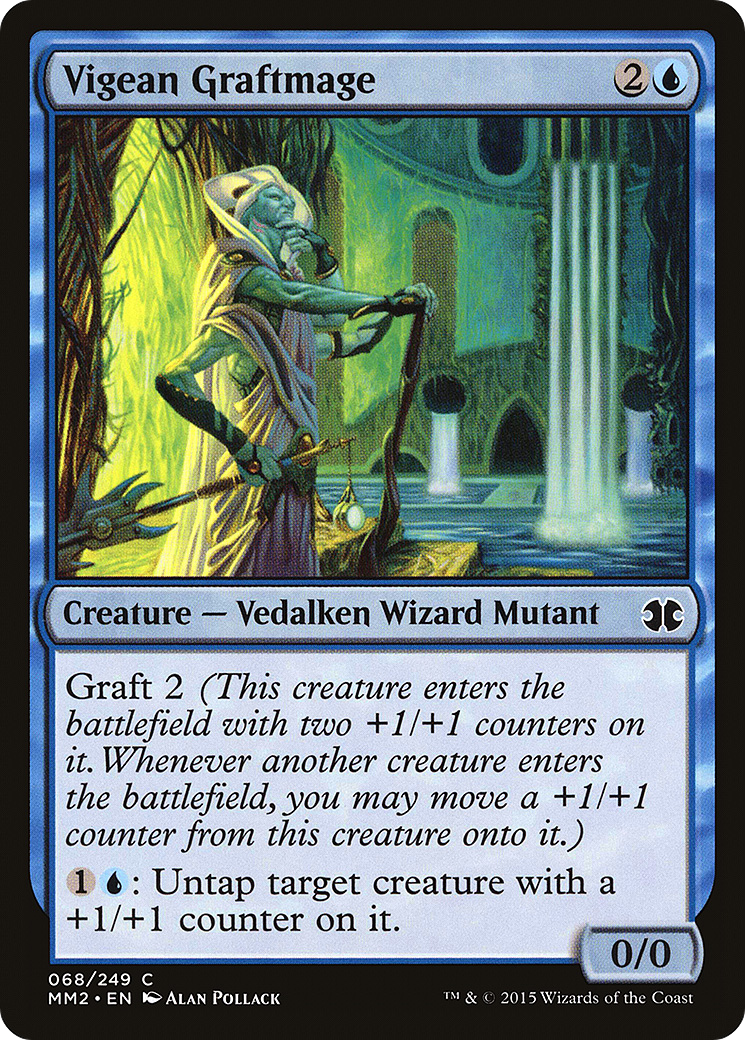 Vigean Graftmage 2
Creature — Vedalken Wizard Mutant
Graft 2 (This creature enters the
battlefield with two +1/+1 counters on
it. Whenever another creature enters
the battlefield, you may move a +1/+1
counter from this creature onto it.)
1 : Untap target creature with a
+1/+1 counter on it.
0/0
068/249 C
MM2 • EN Alan Pollack
™ & © 2015 Wizards of the Coast